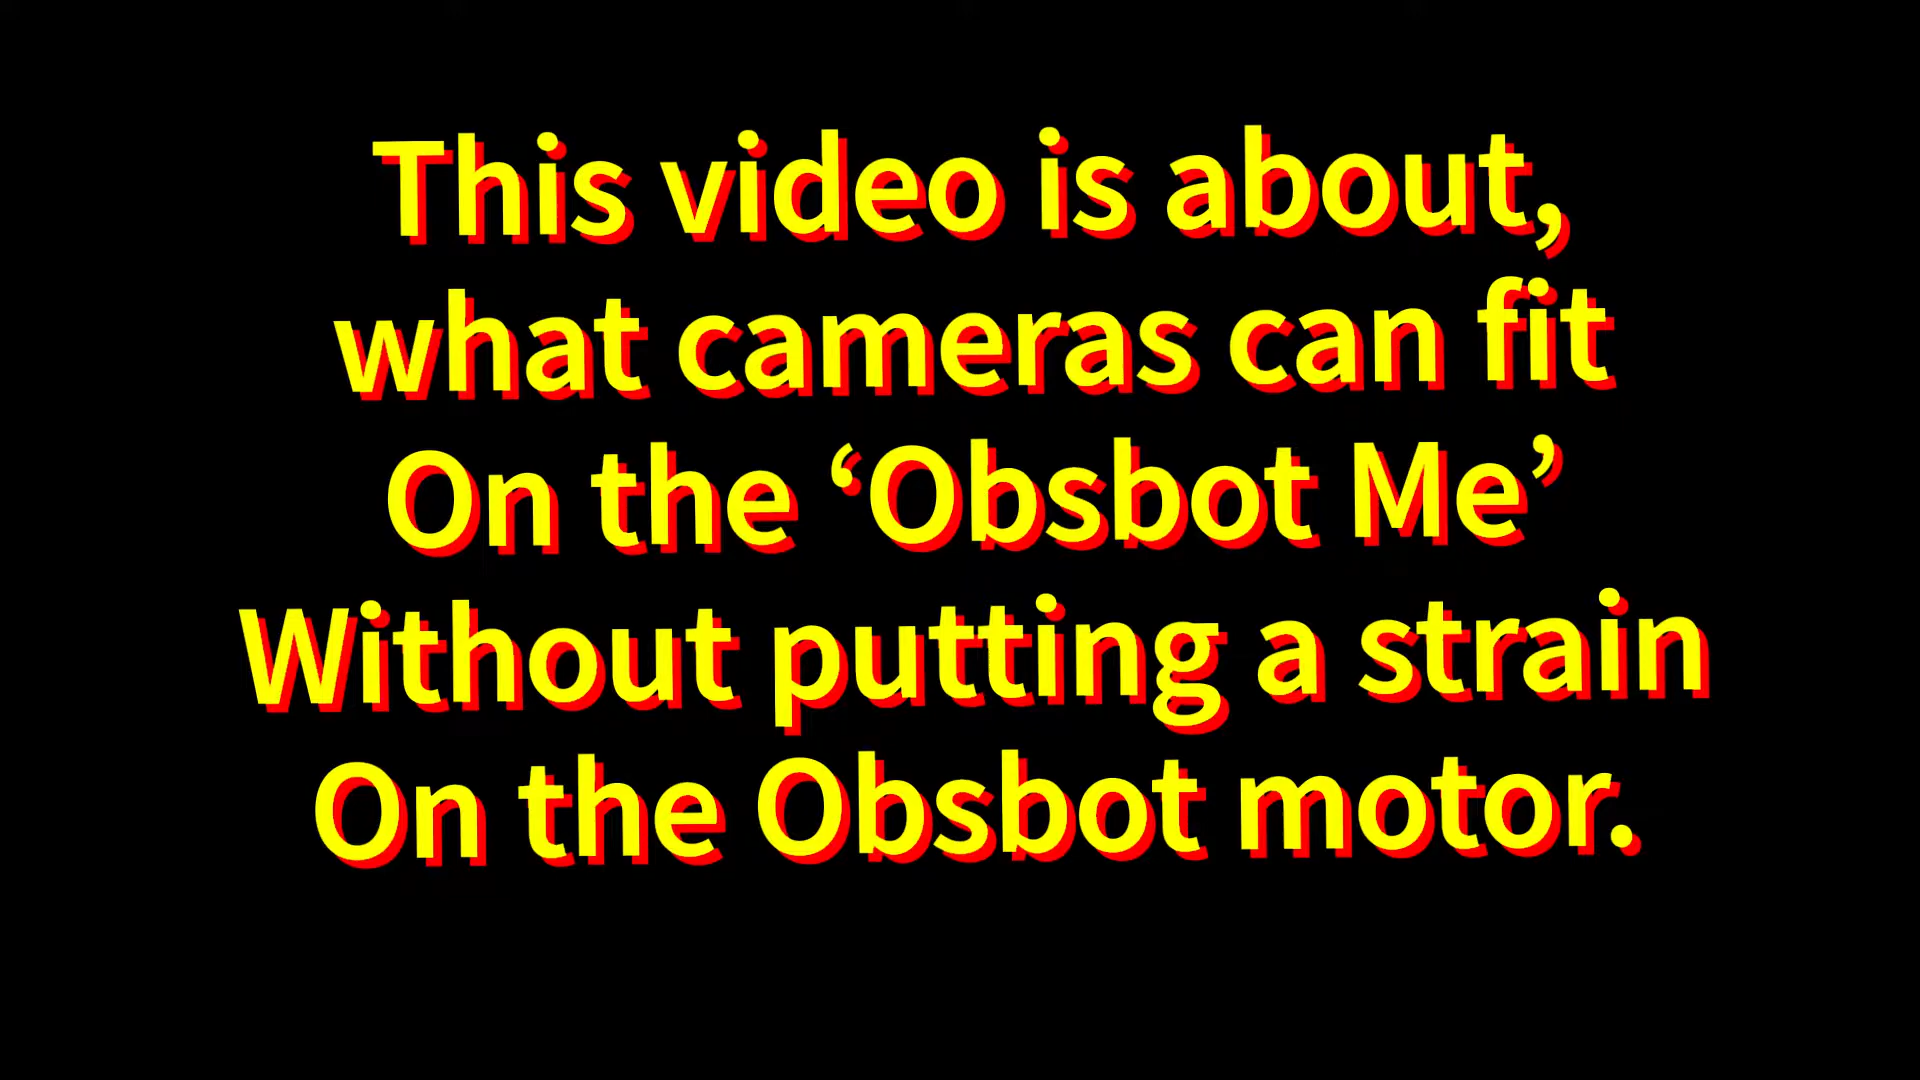 This video is about,
what cameras can fit
On the ‘Obsbot Me’
Without putting a strain
On the Obsbot motor.